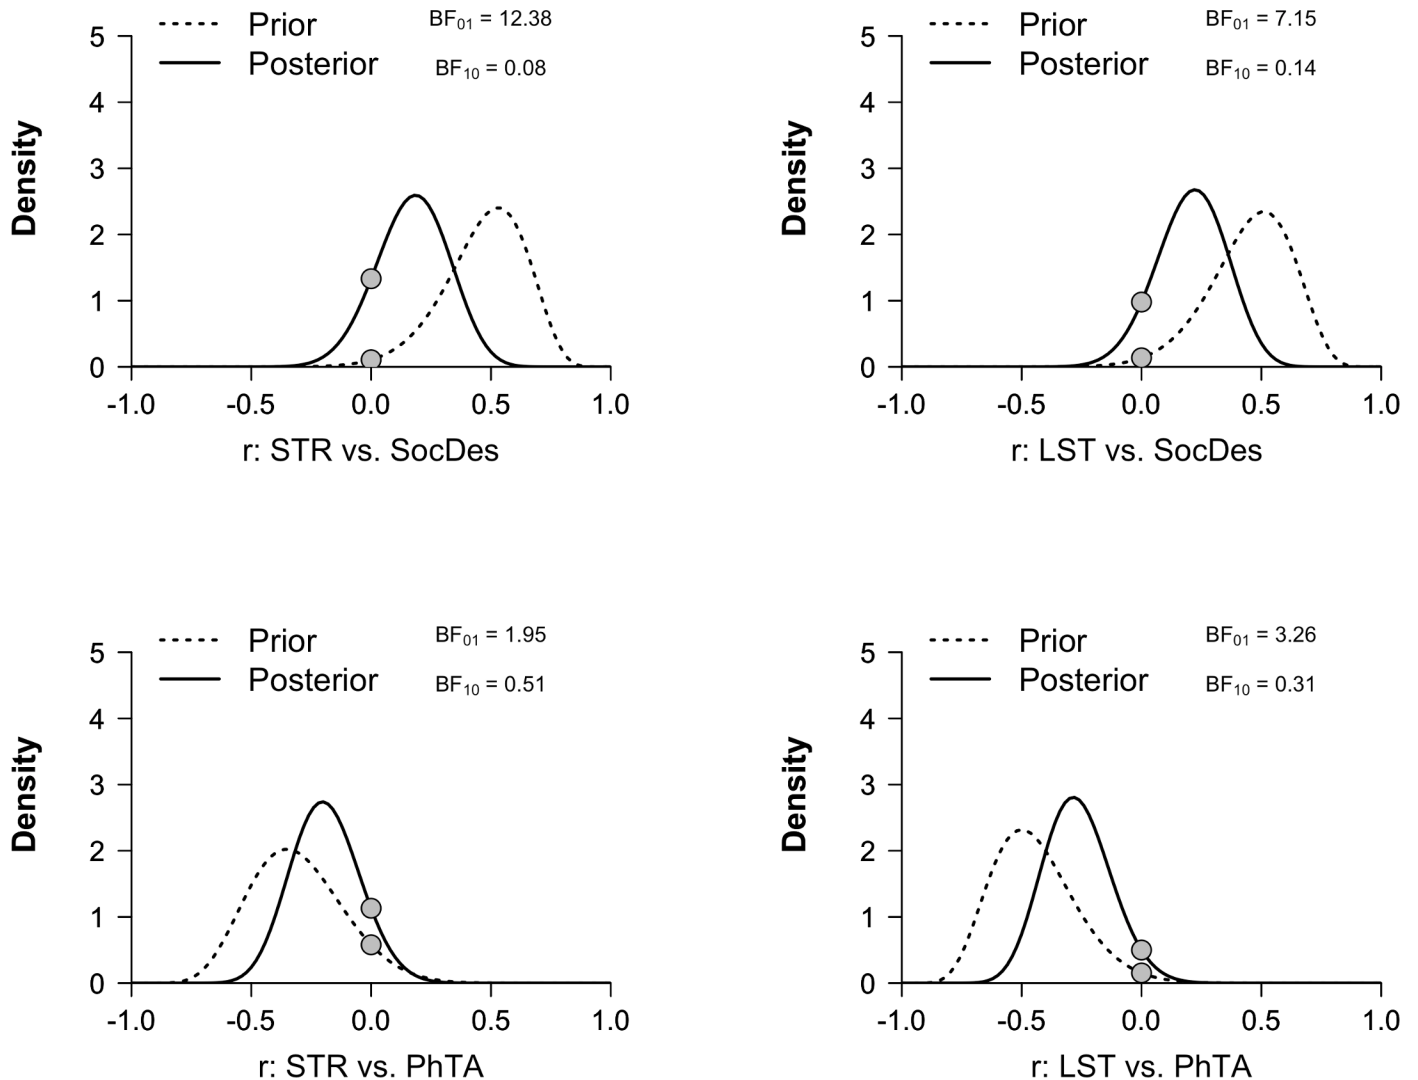 Prior
BF01 = 12.38
Posterior
BF10 = 0.08
5
4
3
2
1
0
Density
-1.0 -0.5 0.0 0.5 1.0
r: STR vs. SocDes
Prior
BF01 = 7.15
Posterior
BF10 = 0.14
5
4
3
2
1
0
Density
-1.0 -0.5 0.0 0.5 1.0
r: LST vs. SocDes
Prior
BF01 = 1.95
Posterior
BF10 = 0.51
5
4
3
2
1
0
Density
-1.0 -0.5 0.0 0.5 1.0
r: STR vs. PhTA
Prior
BF01 = 3.26
Posterior
BF10 = 0.31
5
4
3
2
1
0
Density
-1.0 -0.5 0.0 0.5 1.0
r: LST vs. PhTA